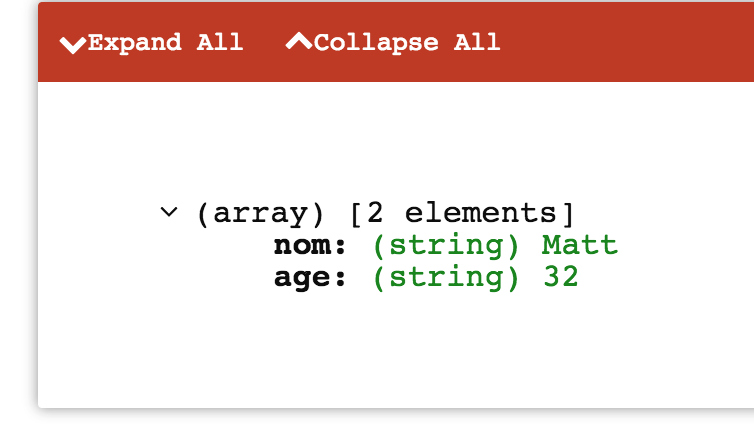 Expand All Collapse All
(array) [2 elements]
nom: (string) Matt
age: (string) 32